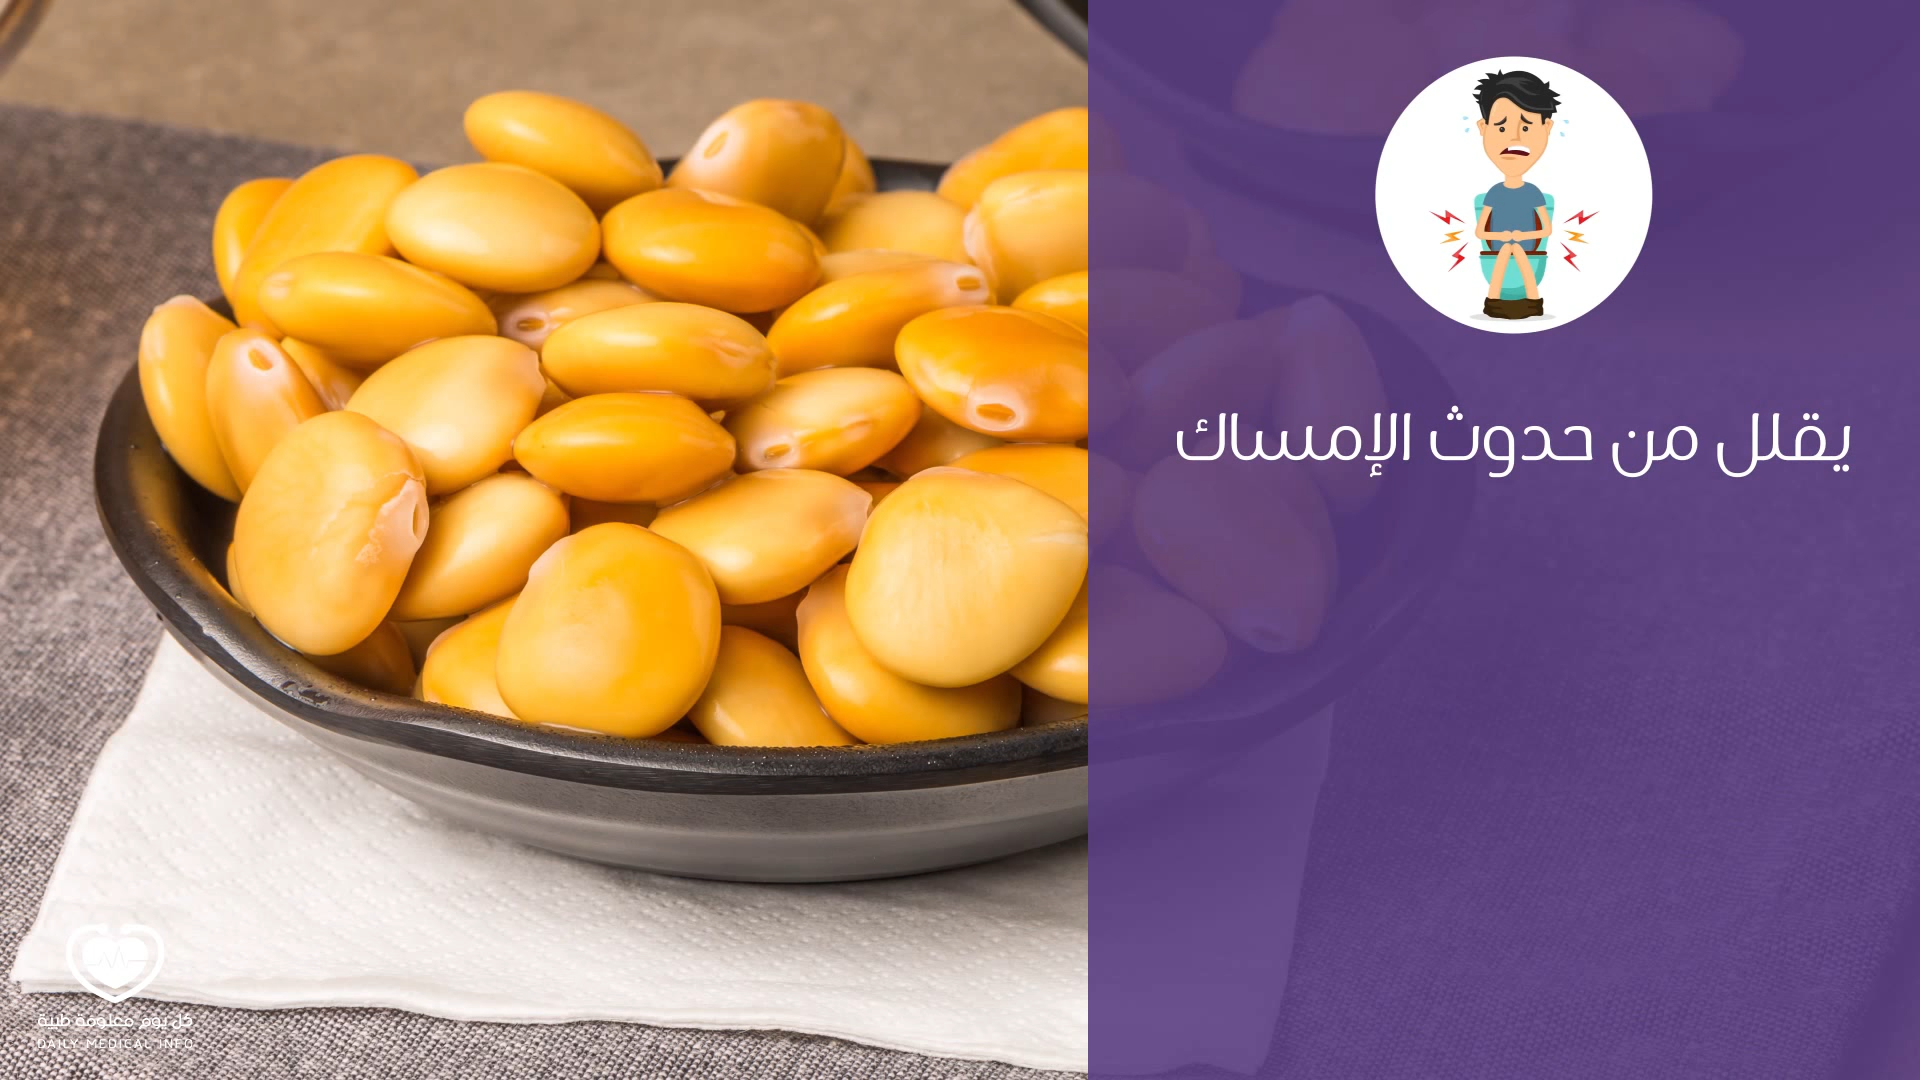 يقلل من حدوث الإمساك
كل يوم معلومة طبية
DAILY MEDICAL INFO